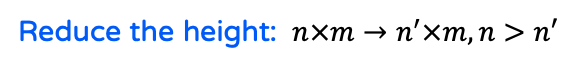 Reduce the height: n×m → n′×m, n > n′